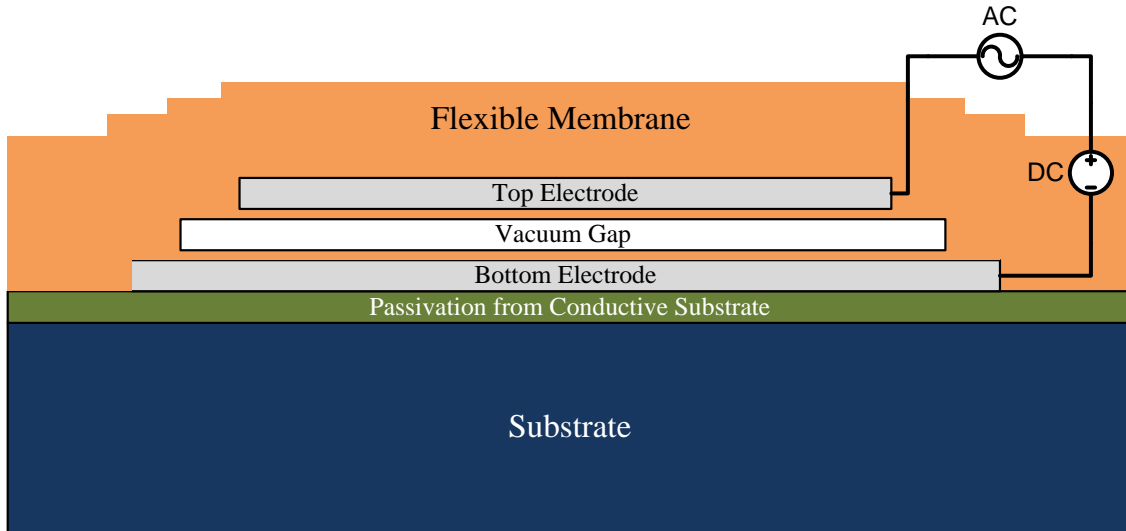 AC
Flexible Membrane
DC
+
−
Top Electrode
Vacuum Gap
Bottom Electrode
Passivation from Conductive Substrate
Substrate